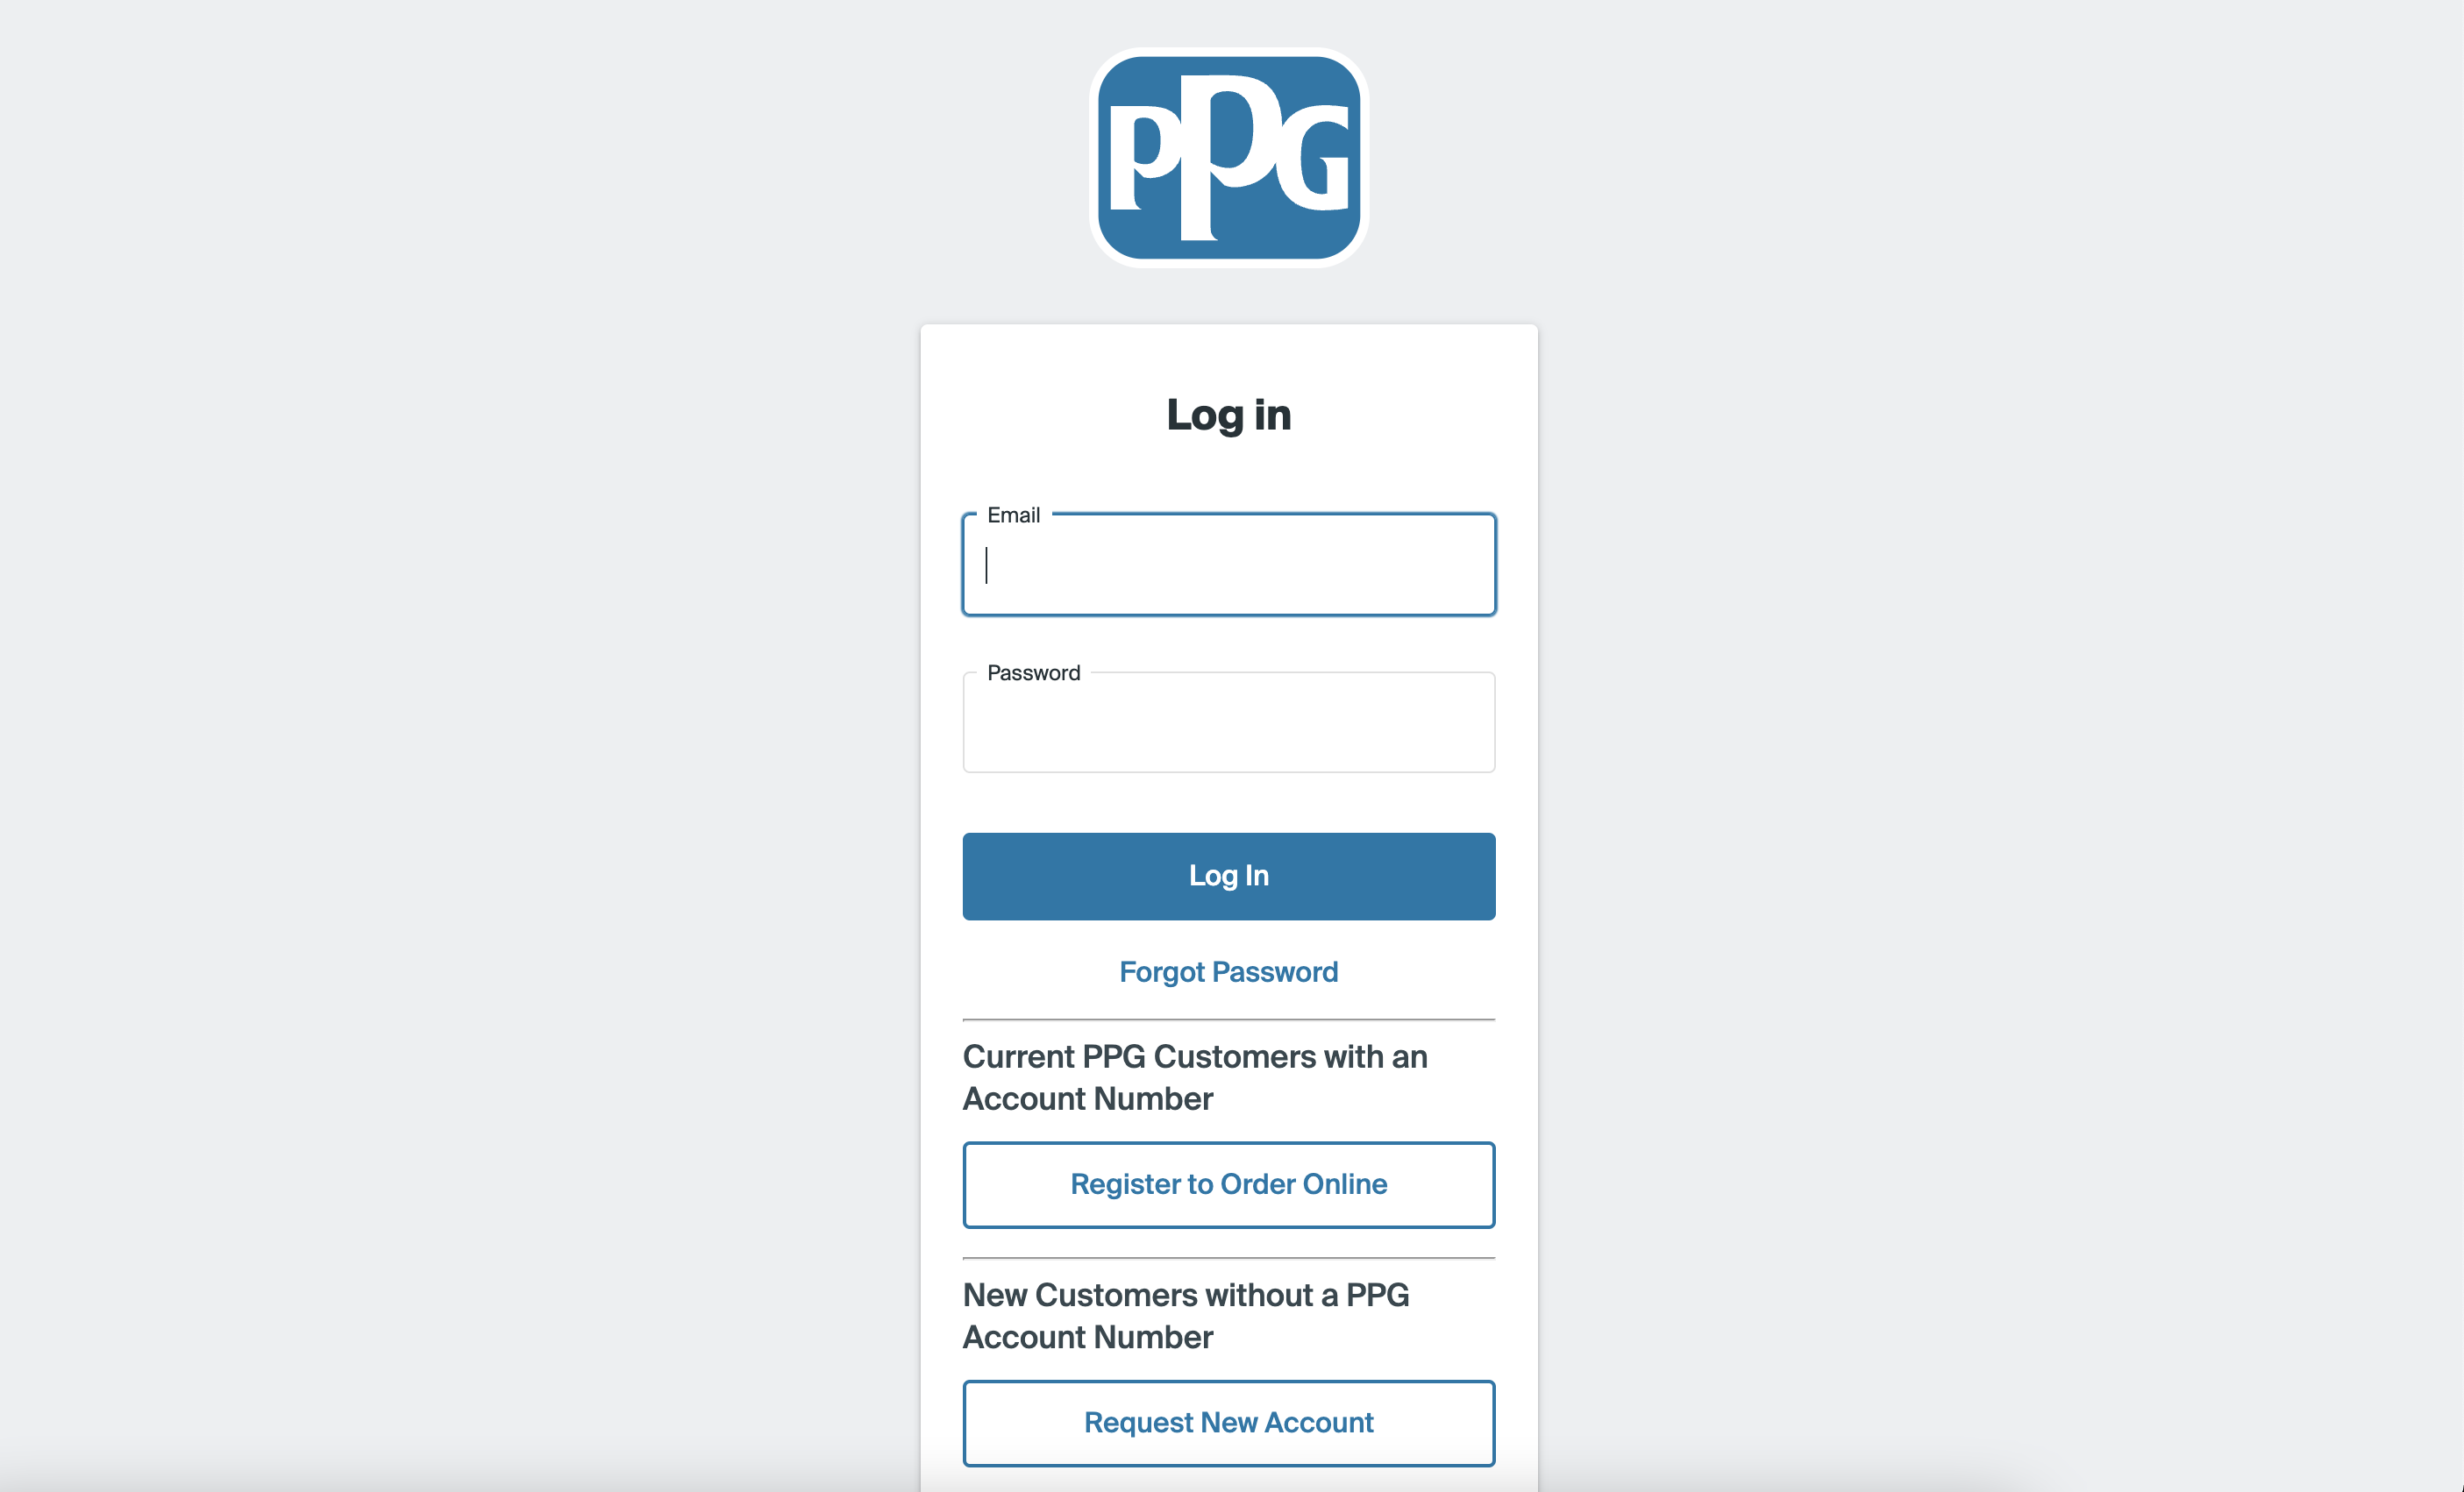 PPG
Log in
Email
Password
Log In
Forgot Password
Current PPG Customers with an
Account Number
Register to Order Online
New Customers without a PPG
Account Number
Request New Account